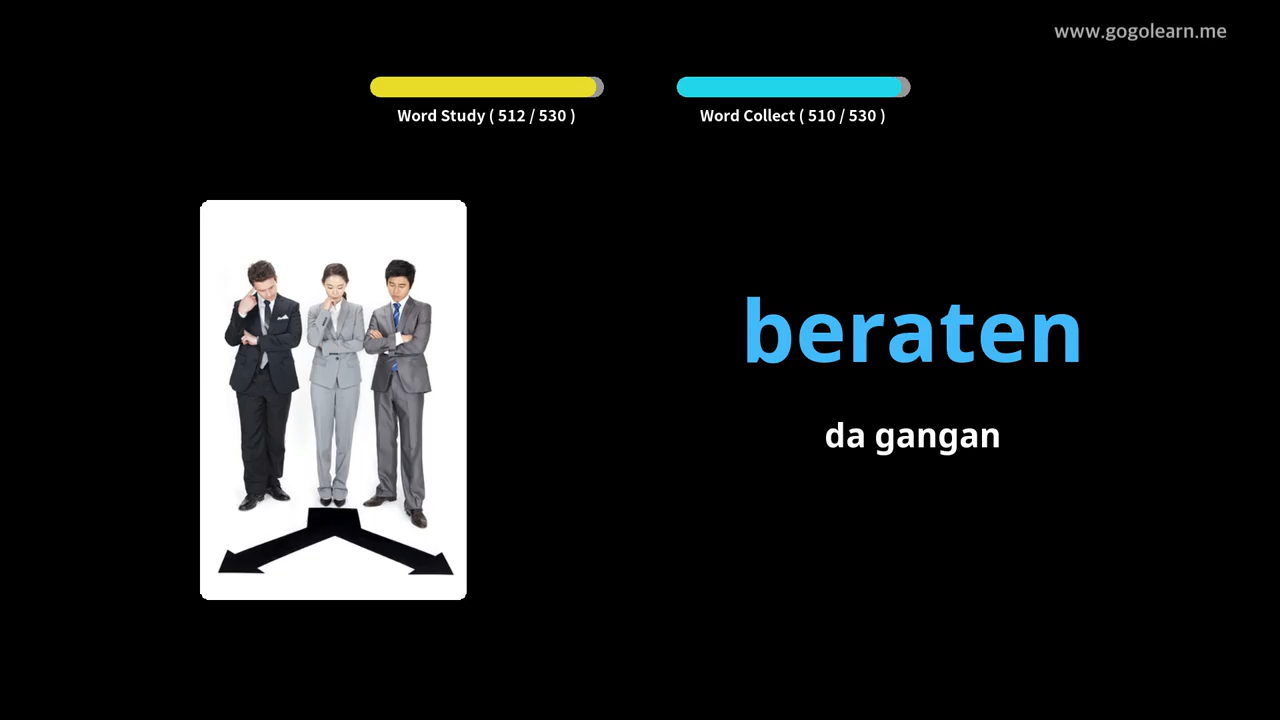 www.gogolearn.me
Word Study ( 512 / 530 )
Word Collect ( 510 / 530 )
beraten
da gangan